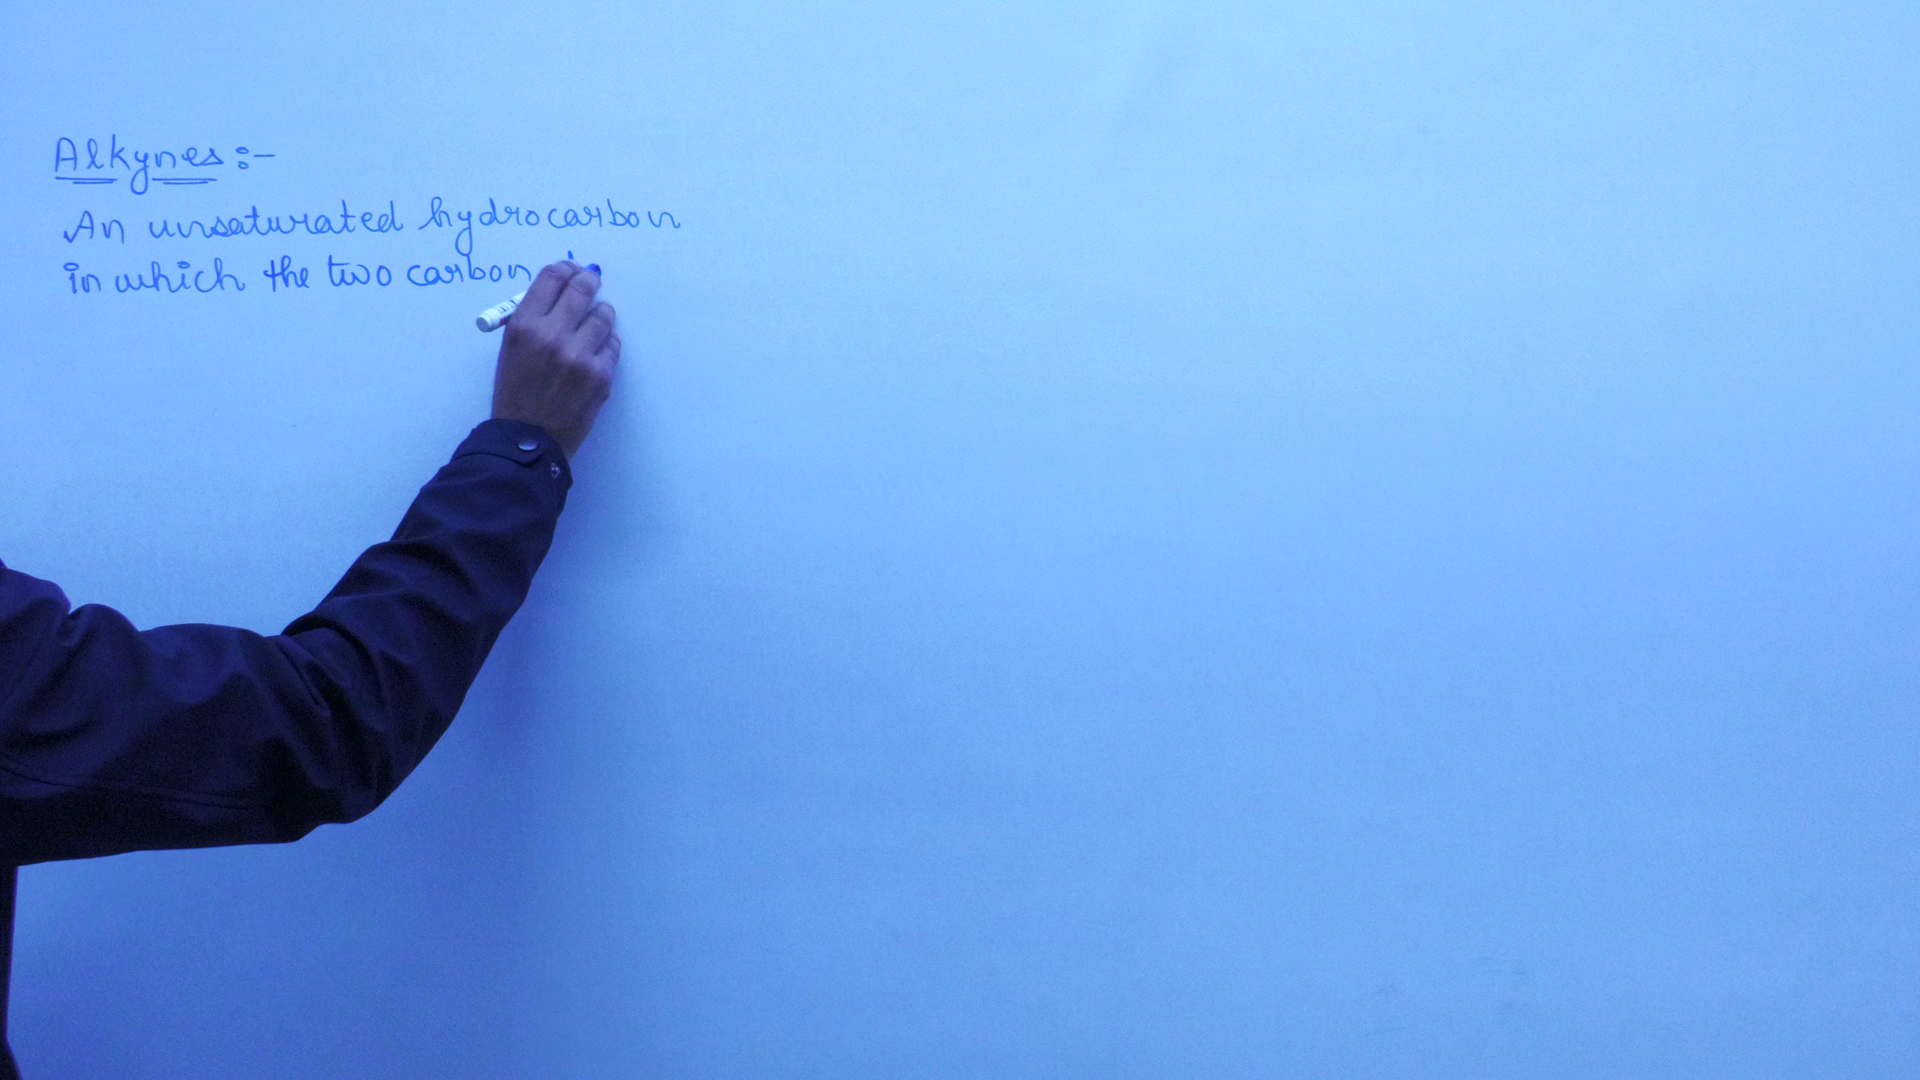 Alkynes :-
An unsaturated hydrocarbon
in which the two carbon